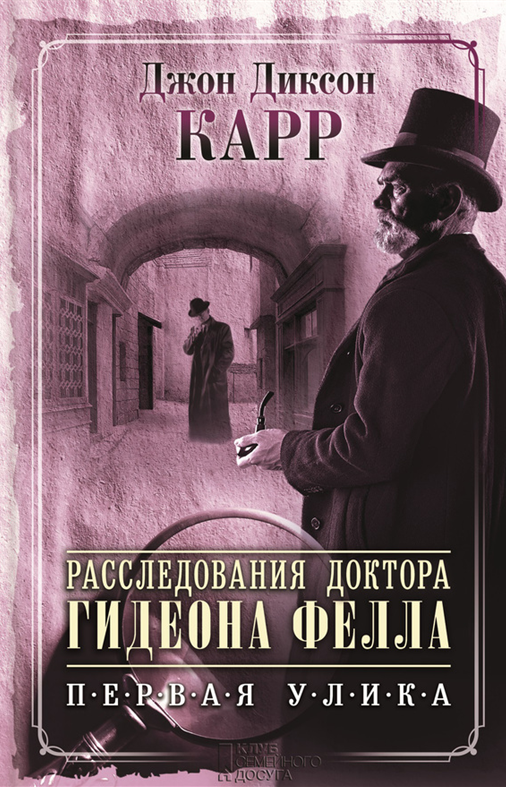 Джон Диксон
КАРР
РАССЛЕДОВАНИЯ ДОКТОРА
ГИДЕОНА ФЕЛЛА
П·Е·Р·В·А·Я У·Л·И·К·А
КЛУБ
СЕМЕЙНОГО
ДОСУГА